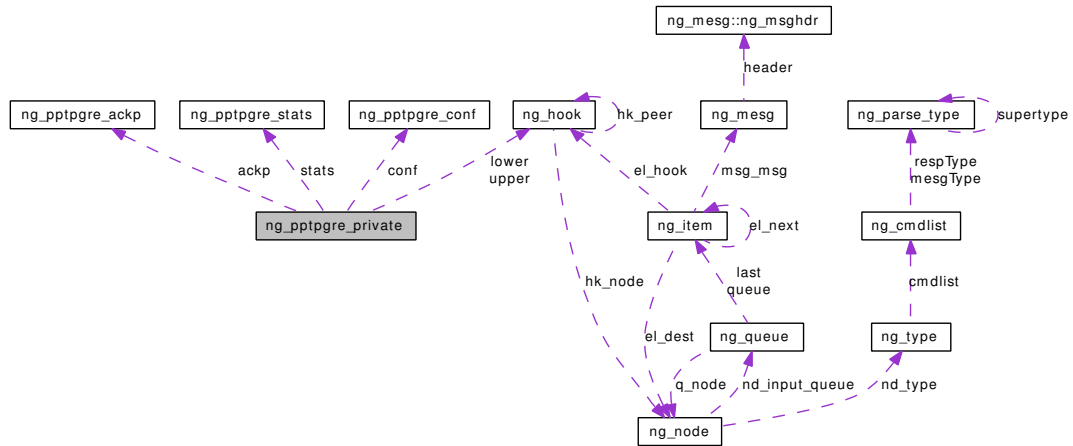 ng_mesg::ng_msghdr
header
ng_pptpgre_ackp
ng_pptpgre_stats
ng_pptpgre_conf
ng_hook
hk_peer
ng_mesg
ng_parse_type
supertype
ackp
stats
conf
lower
upper
el_hook
msg_msg
respType
mesgType
ng_pptpgre_private
ng_item
el_next
ng_cmdlist
hk_node
last
queue
cmdlist
el_dest
ng_queue
ng_type
q_node
nd_input_queue
nd_type
ng_node